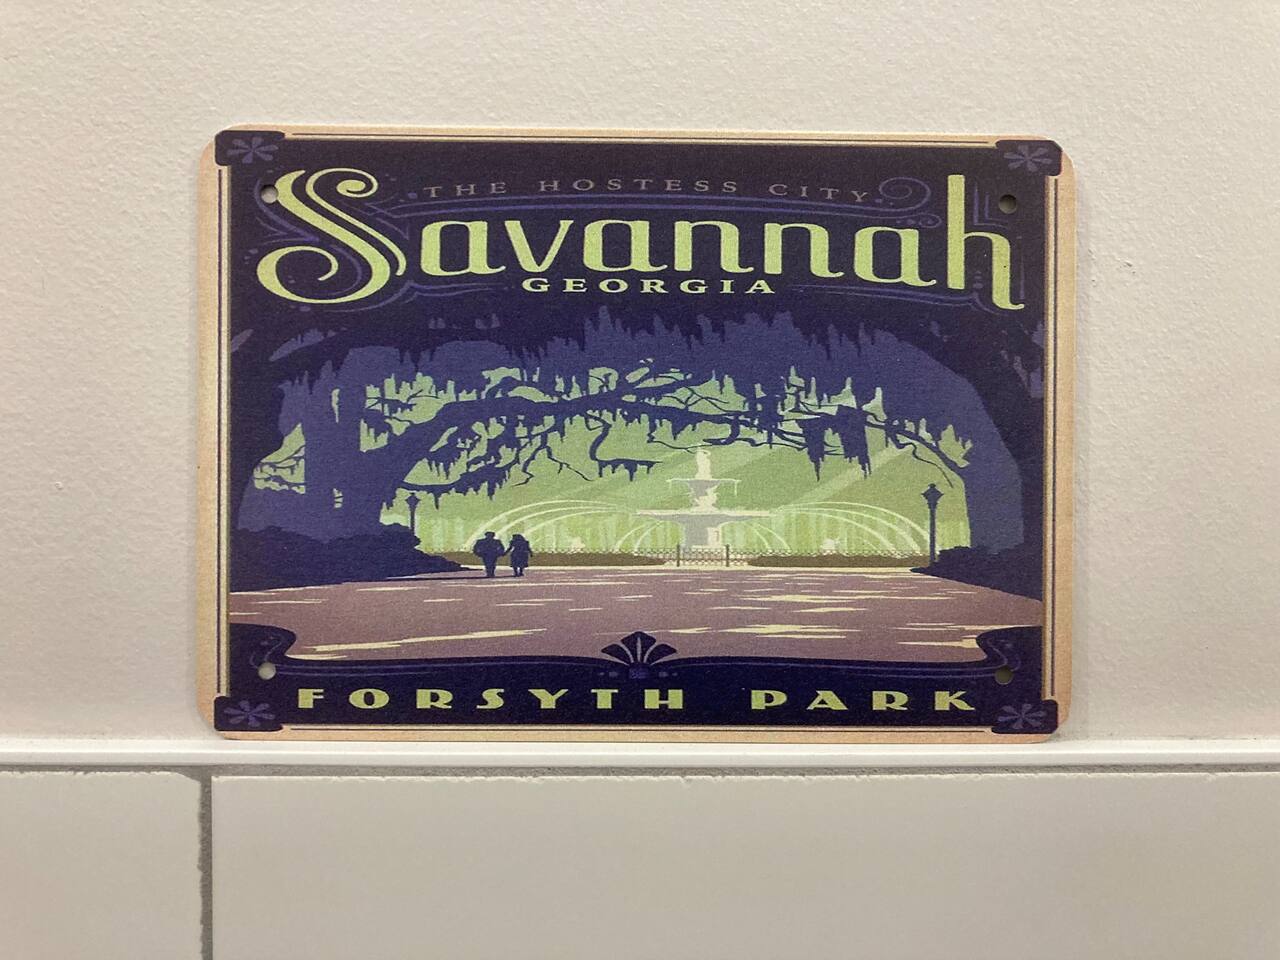 THE HOSTESS CITY
Savannah
GEORGIA
FORSYTH PARK